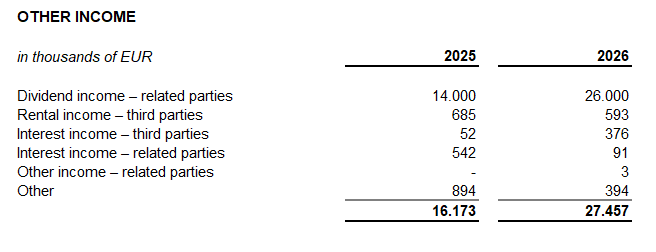 OTHER INCOME
in thousands of EUR 2025 2026
Dividend income – related parties 14.000 26.000
Rental income – third parties 685 593
Interest income – third parties 52 376
Interest income – related parties 542 91
Other income – related parties - 3
Other 894 394
16.173 27.457